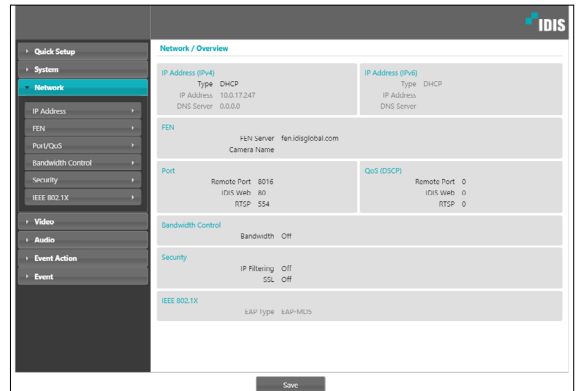 IDIS
Quick Setup
System
Network
IP Address
FEN
Port/QoS
Bandwidth Control
Security
IEEE 802.1X
Video
Audio
Event Action
Event
Network / Overview
IP Address (IPv4)
Type DHCP
IP Address 10.0.17.247
DNS Server 0.0.0.0
IP Address (IPv6)
Type DHCP
IP Address
DNS Server
FEN
FEN Server fen.idisglobal.com
Camera Name
Port
Remote Port 8016
IDIS Web 80
RTSP 554
QoS (DSCP)
Remote Port 0
IDIS Web 0
RTSP 0
Bandwidth Control
Bandwidth Off
Security
IP Filtering Off
SSL Off
IEEE 802.1X
EAP Type EAP-MD5
Save